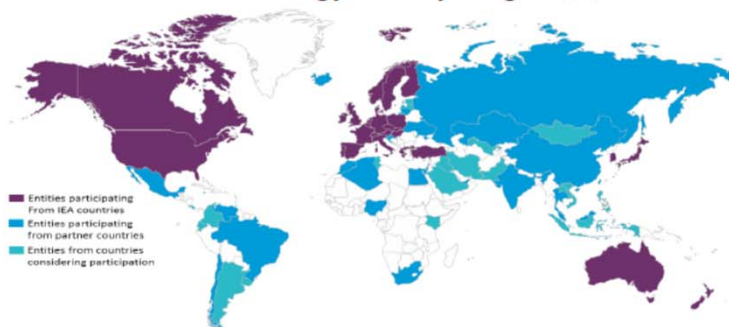 Entities participating
From IEA countries
Entities participating
from partner countries
Entities from countries
considering participation